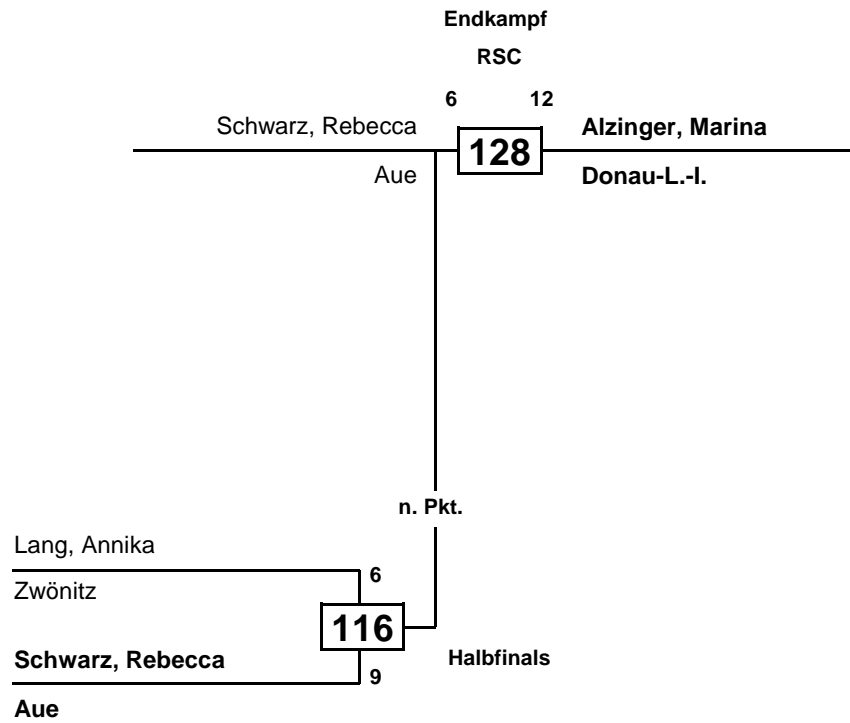 Endkampf
RSC
6 12
Schwarz, Rebecca 128 Alzinger, Marina
Aue Donau-L.-I.
n. Pkt.
Lang, Annika
6
Zwönitz
116
Schwarz, Rebecca Halbfinals
9
Aue